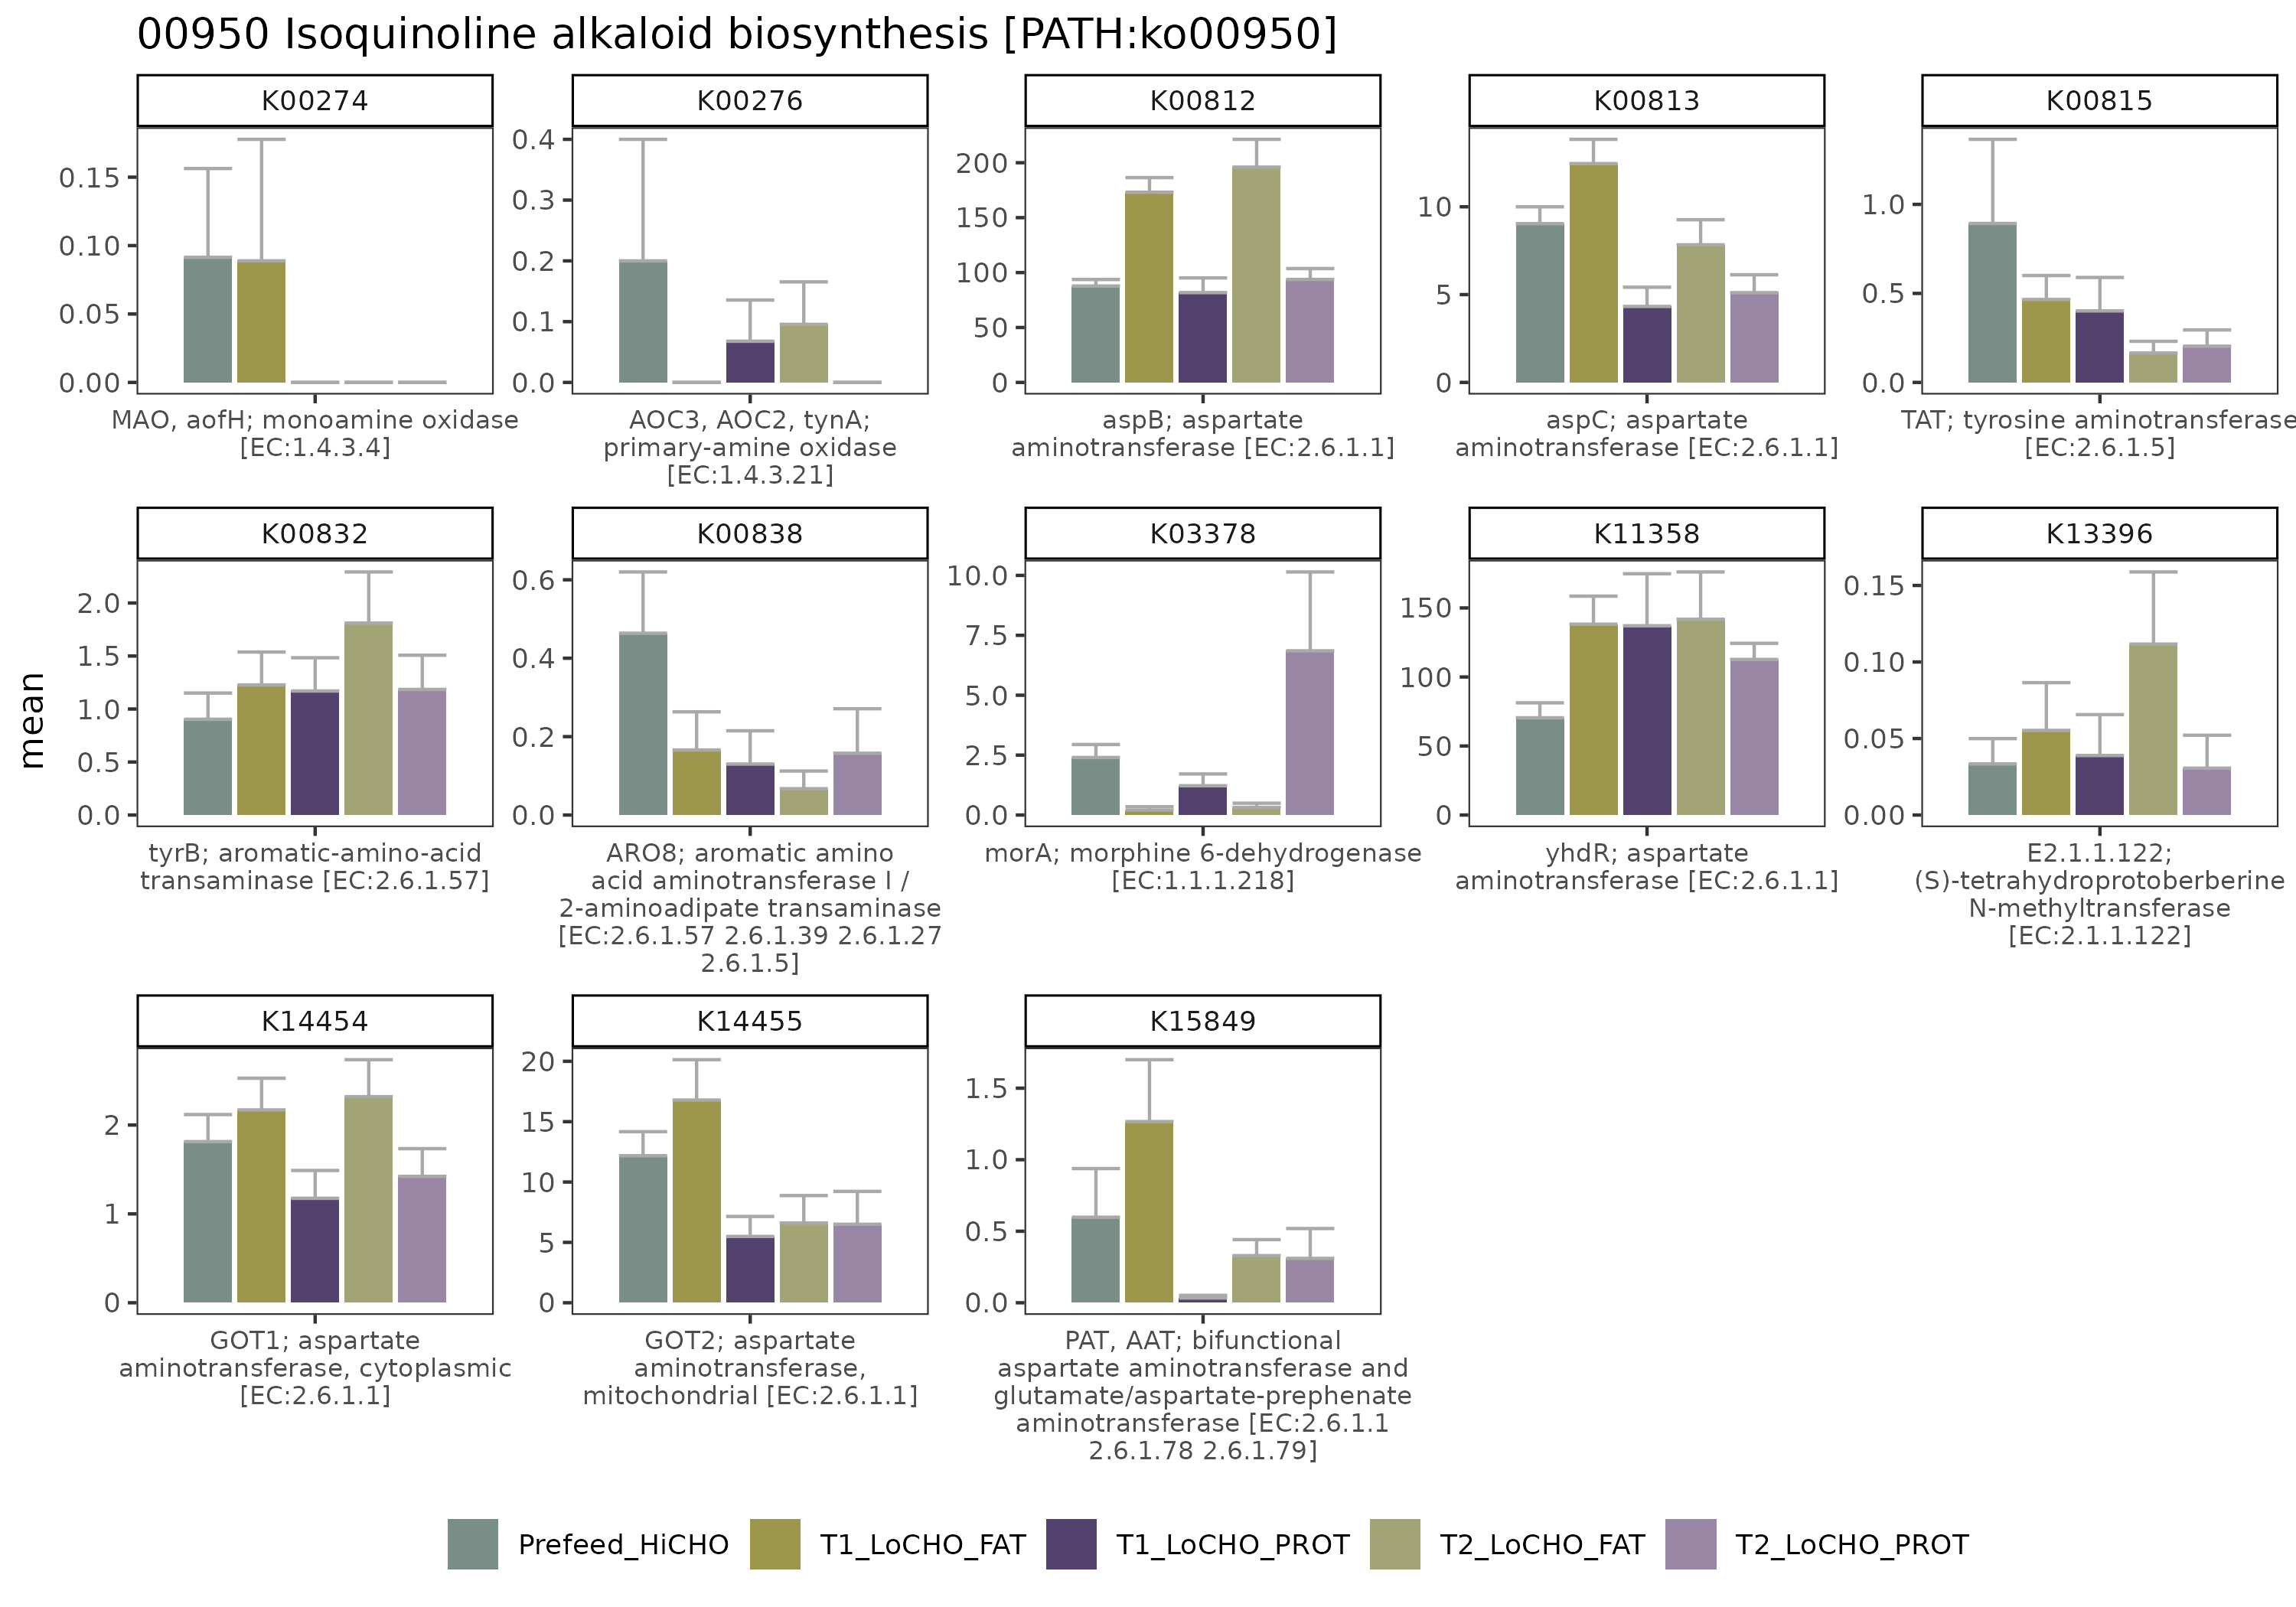 00950 Isoquinoline alkaloid biosynthesis [PATH:ko00950]
mean
K00274
0.15
0.10
0.05
0.00
MAO, aofH; monoamine oxidase
[EC:1.4.3.4]
K00276
0.4
0.3
0.2
0.1
0.0
AOC3, AOC2, tynA;
primary-amine oxidase
[EC:1.4.3.21]
K00812
200
150
100
50
0
aspB; aspartate
aminotransferase [EC:2.6.1.1]
K00813
10
5
0
aspC; aspartate
aminotransferase [EC:2.6.1.1]
K00815
1.0
0.5
0.0
TAT; tyrosine aminotransferase
[EC:2.6.1.5]
K00832
2.0
1.5
1.0
0.5
0.0
tyrB; aromatic-amino-acid
transaminase [EC:2.6.1.57]
K00838
0.6
0.4
0.2
0.0
ARO8; aromatic amino
acid aminotransferase I /
2-aminoadipate transaminase
[EC:2.6.1.57 2.6.1.39 2.6.1.27
2.6.1.5]
K03378
10.0
7.5
5.0
2.5
0.0
morA; morphine 6-dehydrogenase
[EC:1.1.1.218]
K11358
150
100
50
0
yhdR; aspartate
aminotransferase [EC:2.6.1.1]
K13396
0.15
0.10
0.05
0.00
E2.1.1.122;
(S)-tetrahydroprotoberberine
N-methyltransferase
[EC:2.1.1.122]
K14454
2
1
0
GOT1; aspartate
aminotransferase, cytoplasmic
[EC:2.6.1.1]
K14455
20
15
10
5
0
GOT2; aspartate
aminotransferase,
mitochondrial [EC:2.6.1.1]
K15849
1.5
1.0
0.5
0.0
PAT, AAT; bifunctional
aspartate aminotransferase and
glutamate/aspartate-prephenate
aminotransferase [EC:2.6.1.1
2.6.1.78 2.6.1.79]
Prefeed_HiCHO
T1_LoCHO_FAT
T1_LoCHO_PROT
T2_LoCHO_FAT
T2_LoCHO_PROT